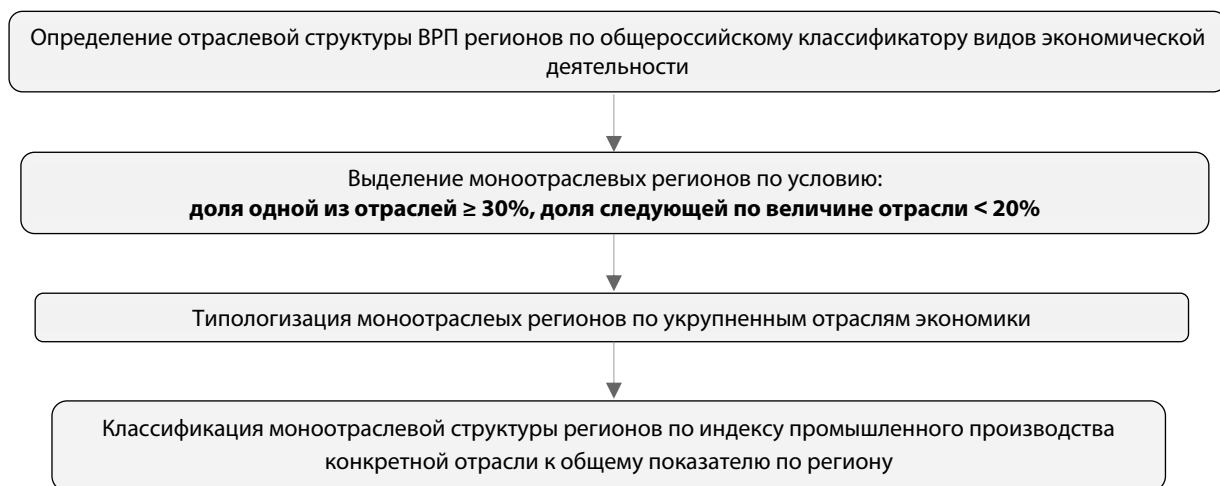 Определение отраслевой структуры ВРП регионов по общероссийскому классификатору видов экономической
деятельности
Выделение моноотраслевых регионов по условию:
доля одной из отраслей ≥ 30%, доля следующей по величине отрасли < 20%
Типологизация моноотраслеых регионов по укрупненным отраслям экономики
Классификация моноотраслевой структуры регионов по индексу промышленного производства
конкретной отрасли к общему показателю по региону